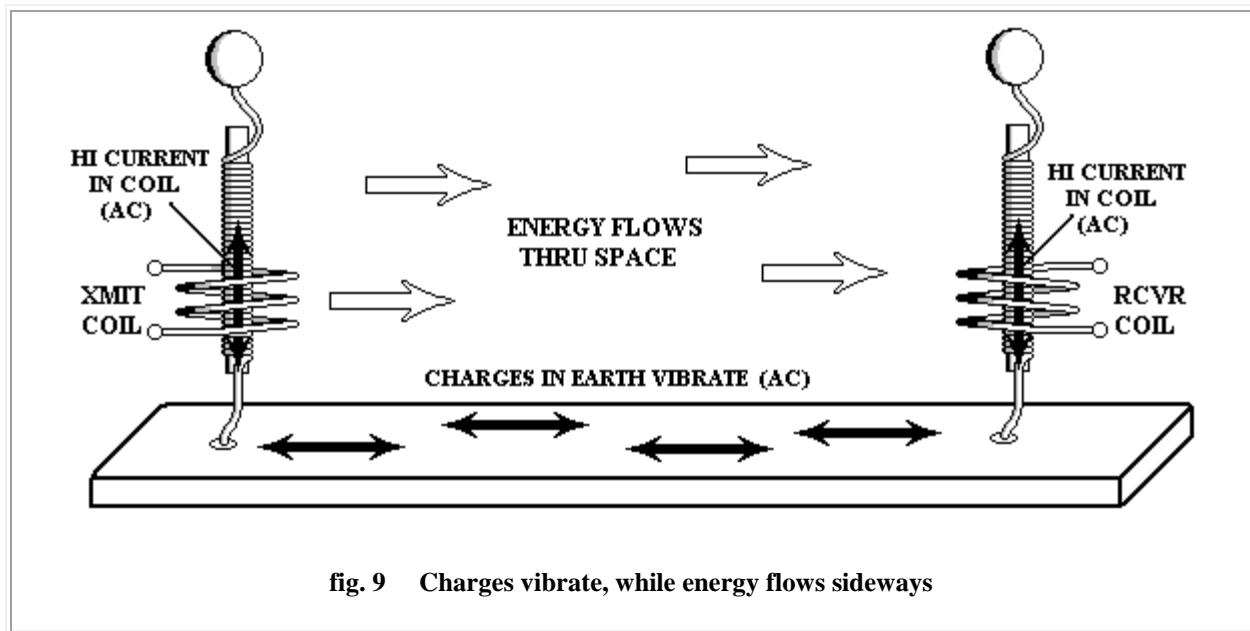 HI CURRENT
IN COIL
(AC)
XMIT
COIL
ENERGY FLOWS
THRU SPACE
HI CURRENT
IN COIL
(AC)
RCVR
COIL
CHARGES IN EARTH VIBRATE (AC)
fig. 9 Charges vibrate, while energy flows sideways